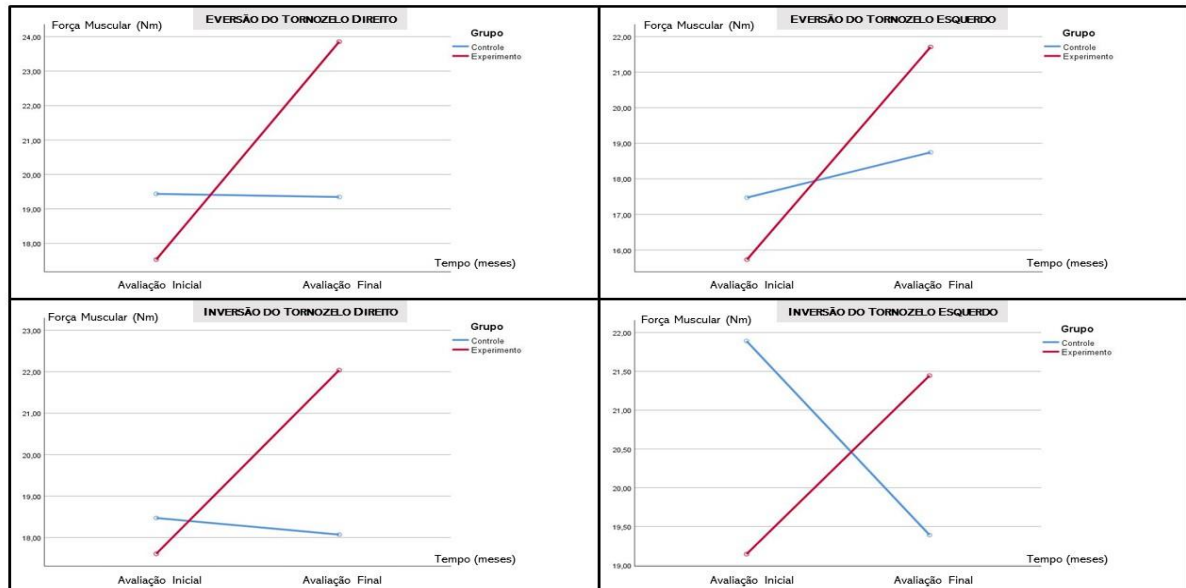 EVERSÃO DO TORNOZELO DIREITO
Força Muscular (Nm)
Grupo
Controle
Experimento
24,00
23,00
22,00
21,00
20,00
19,00
18,00
Tempo (meses)
Avaliação Inicial Avaliação Final
EVERSÃO DO TORNOZELO ESQUERDO
Força Muscular (Nm)
Grupo
Controle
Experimento
22,00
21,00
20,00
19,00
18,00
17,00
16,00
Tempo (meses)
Avaliação Inicial Avaliação Final
INVERSÃO DO TORNOZELO DIREITO
Força Muscular (Nm)
Grupo
Controle
Experimento
23,00
22,00
21,00
20,00
19,00
18,00
Tempo (meses)
Avaliação Inicial Avaliação Final
INVERSÃO DO TORNOZELO ESQUERDO
Força Muscular (Nm)
Grupo
Controle
Experimento
22,00
21,50
21,00
20,50
20,00
19,50
19,00
Tempo (meses)
Avaliação Inicial Avaliação Final